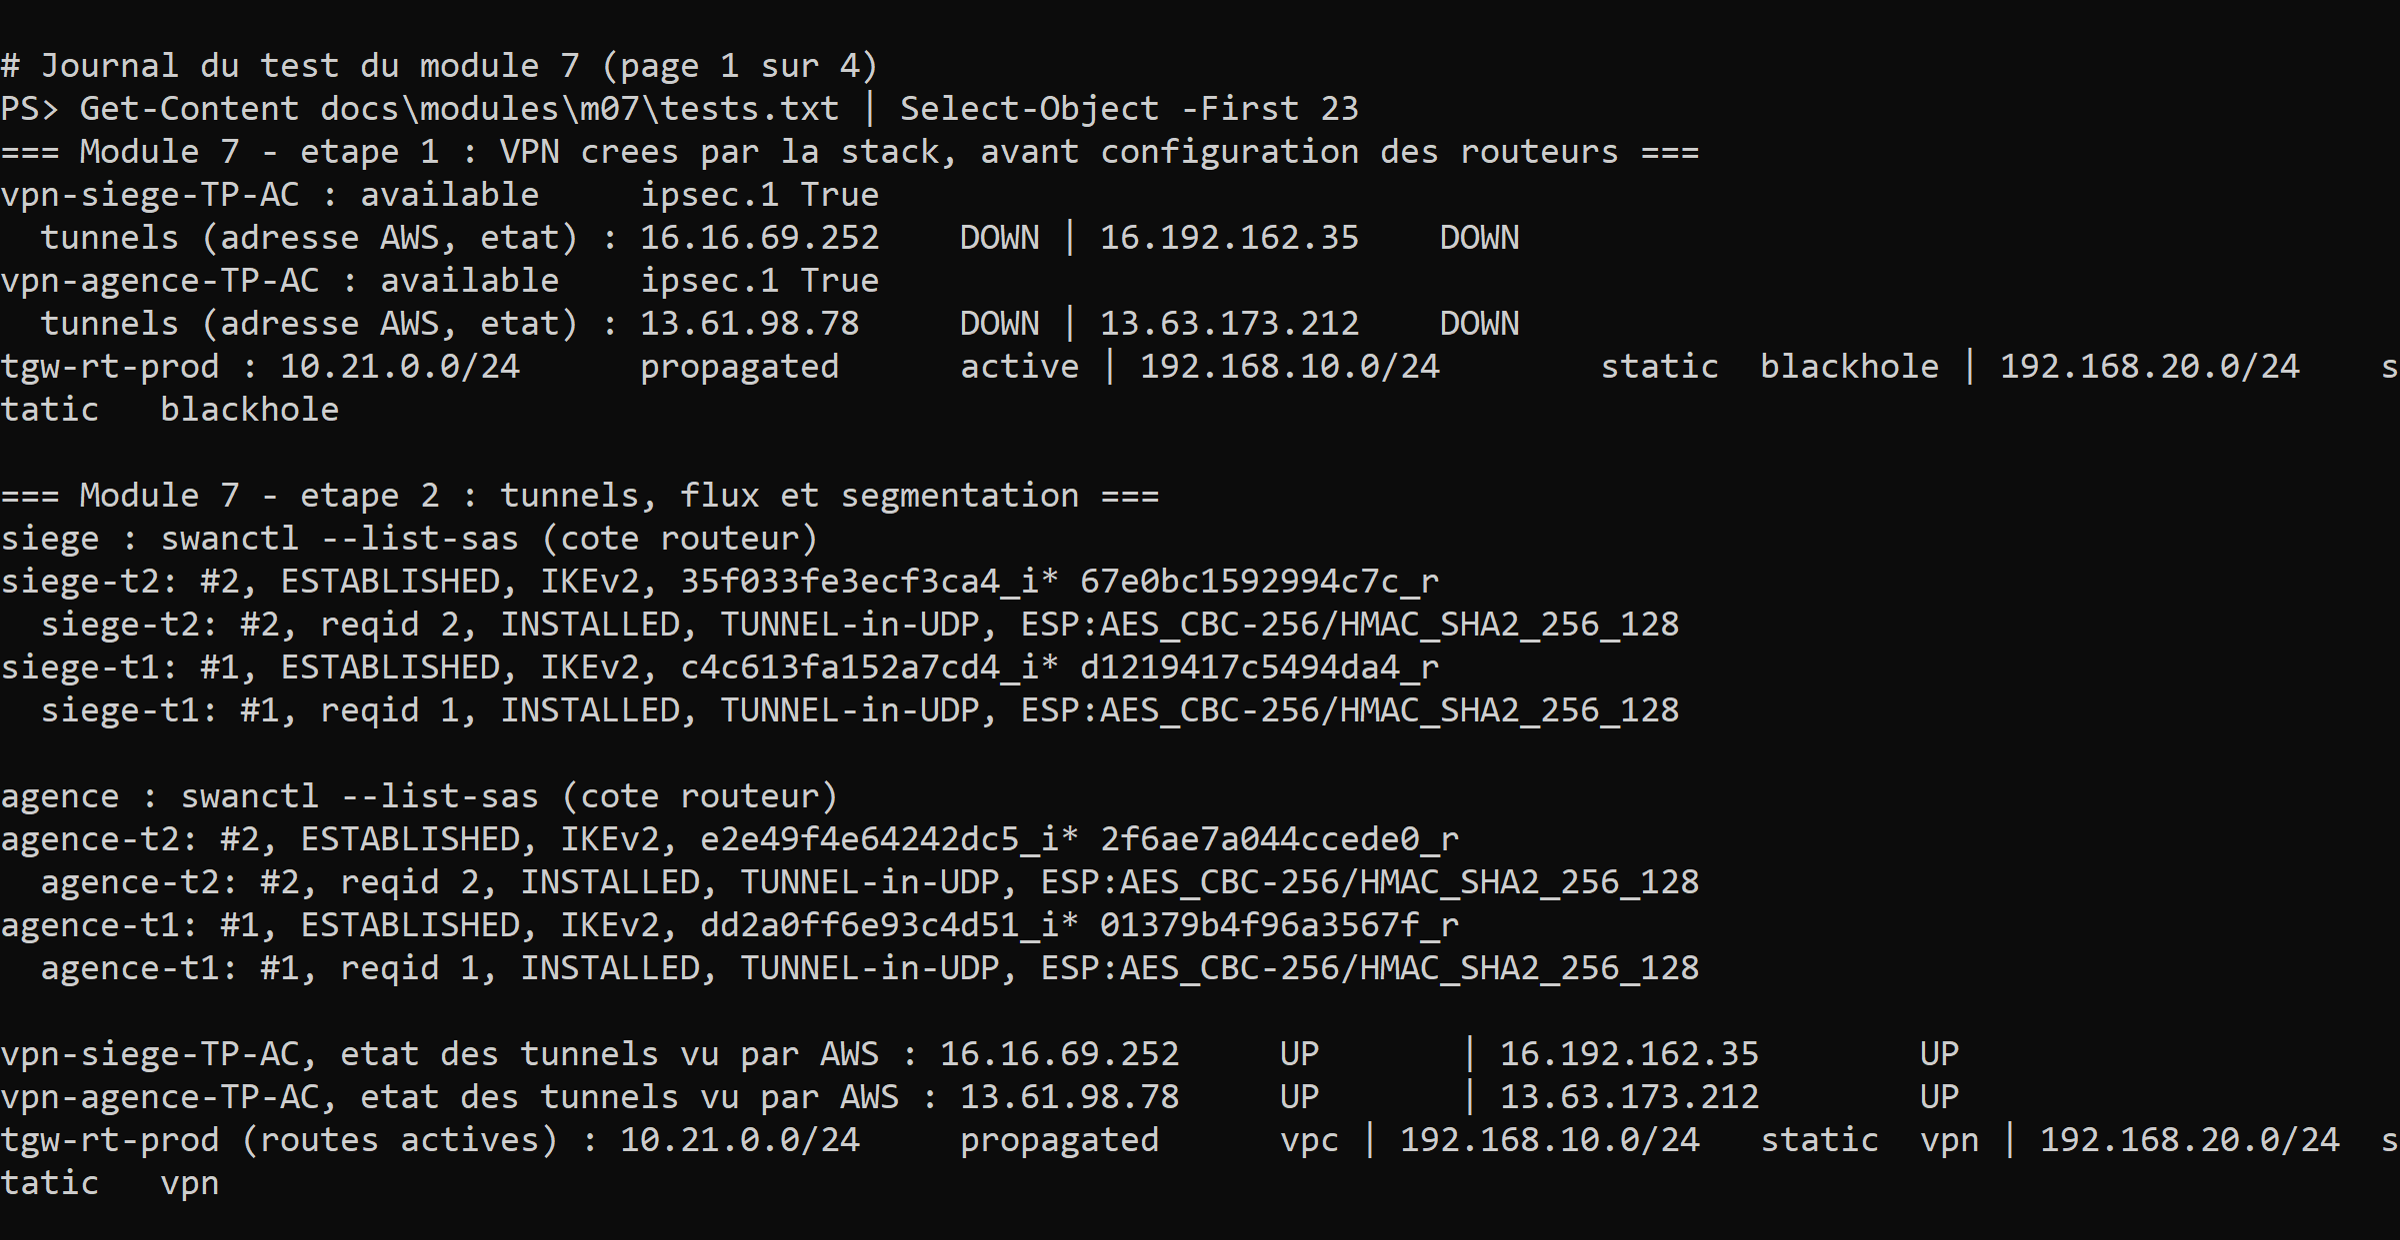 # Journal du test du module 7 (page 1 sur 4)
PS> Get-Content docs\modules\m07\tests.txt | Select-Object -First 23
=== Module 7 - etape 1 : VPN crees par la stack, avant configuration des routeurs ===
vpn-siege-TP-AC : available     ipsec.1 True
  tunnels (adresse AWS, etat) : 16.16.69.252    DOWN | 16.192.162.35    DOWN
vpn-agence-TP-AC : available    ipsec.1 True
  tunnels (adresse AWS, etat) : 13.61.98.78     DOWN | 13.63.173.212    DOWN
tgw-rt-prod : 10.21.0.0/24      propagated      active | 192.168.10.0/24        static  blackhole | 192.168.20.0/24    s
tatic   blackhole

=== Module 7 - etape 2 : tunnels, flux et segmentation ===
siege : swanctl --list-sas (cote routeur)
siege-t2: #2, ESTABLISHED, IKEv2, 35f033fe3ecf3ca4_i* 67e0bc1592994c7c_r
  siege-t2: #2, reqid 2, INSTALLED, TUNNEL-in-UDP, ESP:AES_CBC-256/HMAC_SHA2_256_128
siege-t1: #1, ESTABLISHED, IKEv2, c4c613fa152a7cd4_i* d1219417c5494da4_r
  siege-t1: #1, reqid 1, INSTALLED, TUNNEL-in-UDP, ESP:AES_CBC-256/HMAC_SHA2_256_128

agence : swanctl --list-sas (cote routeur)
agence-t2: #2, ESTABLISHED, IKEv2, e2e49f4e64242dc5_i* 2f6ae7a044ccede0_r
  agence-t2: #2, reqid 2, INSTALLED, TUNNEL-in-UDP, ESP:AES_CBC-256/HMAC_SHA2_256_128
agence-t1: #1, ESTABLISHED, IKEv2, dd2a0ff6e93c4d51_i* 01379b4f96a3567f_r
  agence-t1: #1, reqid 1, INSTALLED, TUNNEL-in-UDP, ESP:AES_CBC-256/HMAC_SHA2_256_128

vpn-siege-TP-AC, etat des tunnels vu par AWS : 16.16.69.252     UP       | 16.192.162.35        UP
vpn-agence-TP-AC, etat des tunnels vu par AWS : 13.61.98.78     UP       | 13.63.173.212        UP
tgw-rt-prod (routes actives) : 10.21.0.0/24     propagated      vpc | 192.168.10.0/24   static  vpn | 192.168.20.0/24  s
tatic   vpn